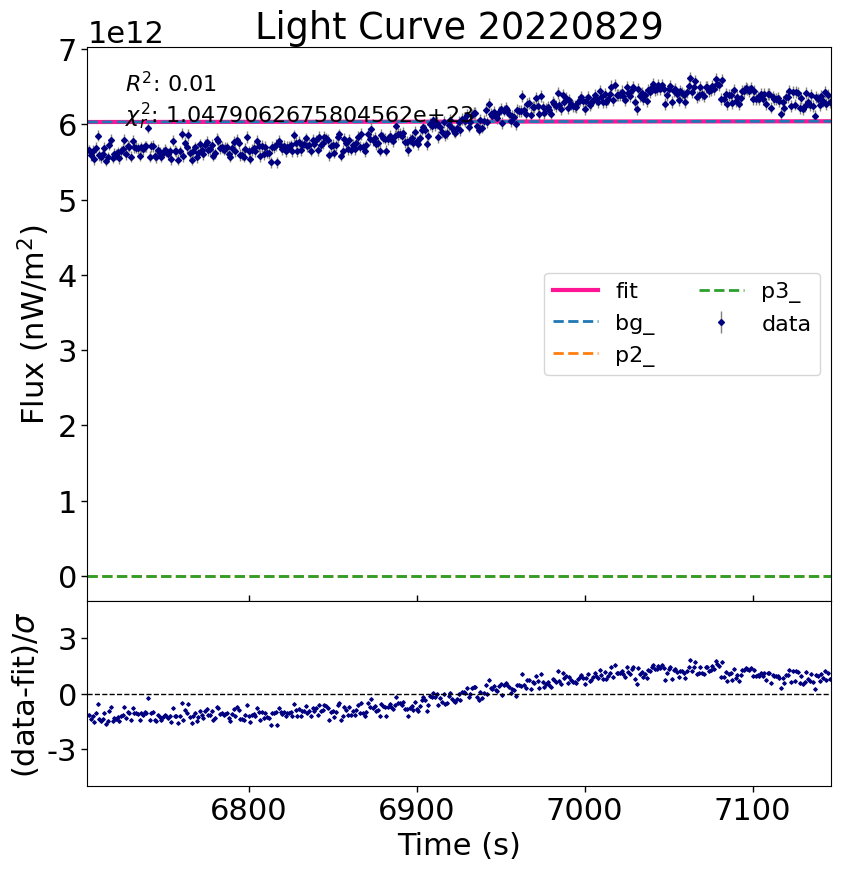 Light Curve 20220829
1e12
R²: 0.01
χ²ᵣ: 1.0479062675804562e+23
7
6
5
4
3
2
1
0
Flux (nW/m²)
fit
bg_
p2_
p3_
data
3
0
-3
(data-fit)/σ
6800 6900 7000 7100
Time (s)